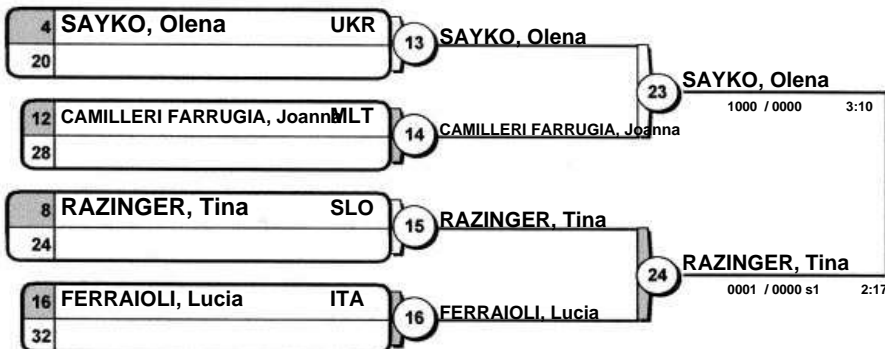 4 SAYKO, Olena UKR
20
13 SAYKO, Olena
12 CAMILLERI FARRUGIA, Joanna MLT
28
14 CAMILLERI FARRUGIA, Joanna
23 SAYKO, Olena
1000 / 0000 3:10
8 RAZINGER, Tina SLO
24
15 RAZINGER, Tina
16 FERRAIOLI, Lucia ITA
32
16 FERRAIOLI, Lucia
24 RAZINGER, Tina
0001 / 0000 s1 2:17